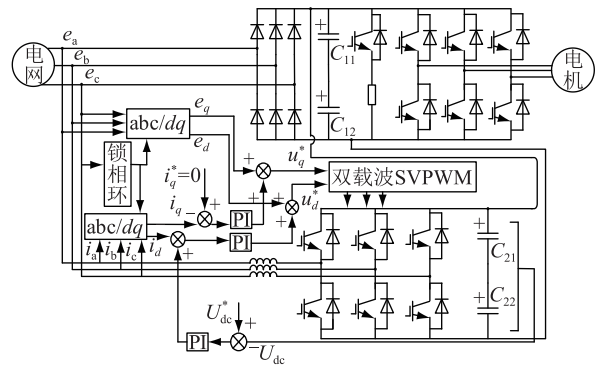 e_a
电网
e_b
e_c
C_11
C_12
电机
abc/dq
e_q
e_d
锁相环
i_q^*=0
u_q^*
双载波SVPWM
u_d^*
i_q
PI
abc/dq
i_d
PI
i_a i_b i_c
C_21
C_22
U_dc^*
PI
U_dc